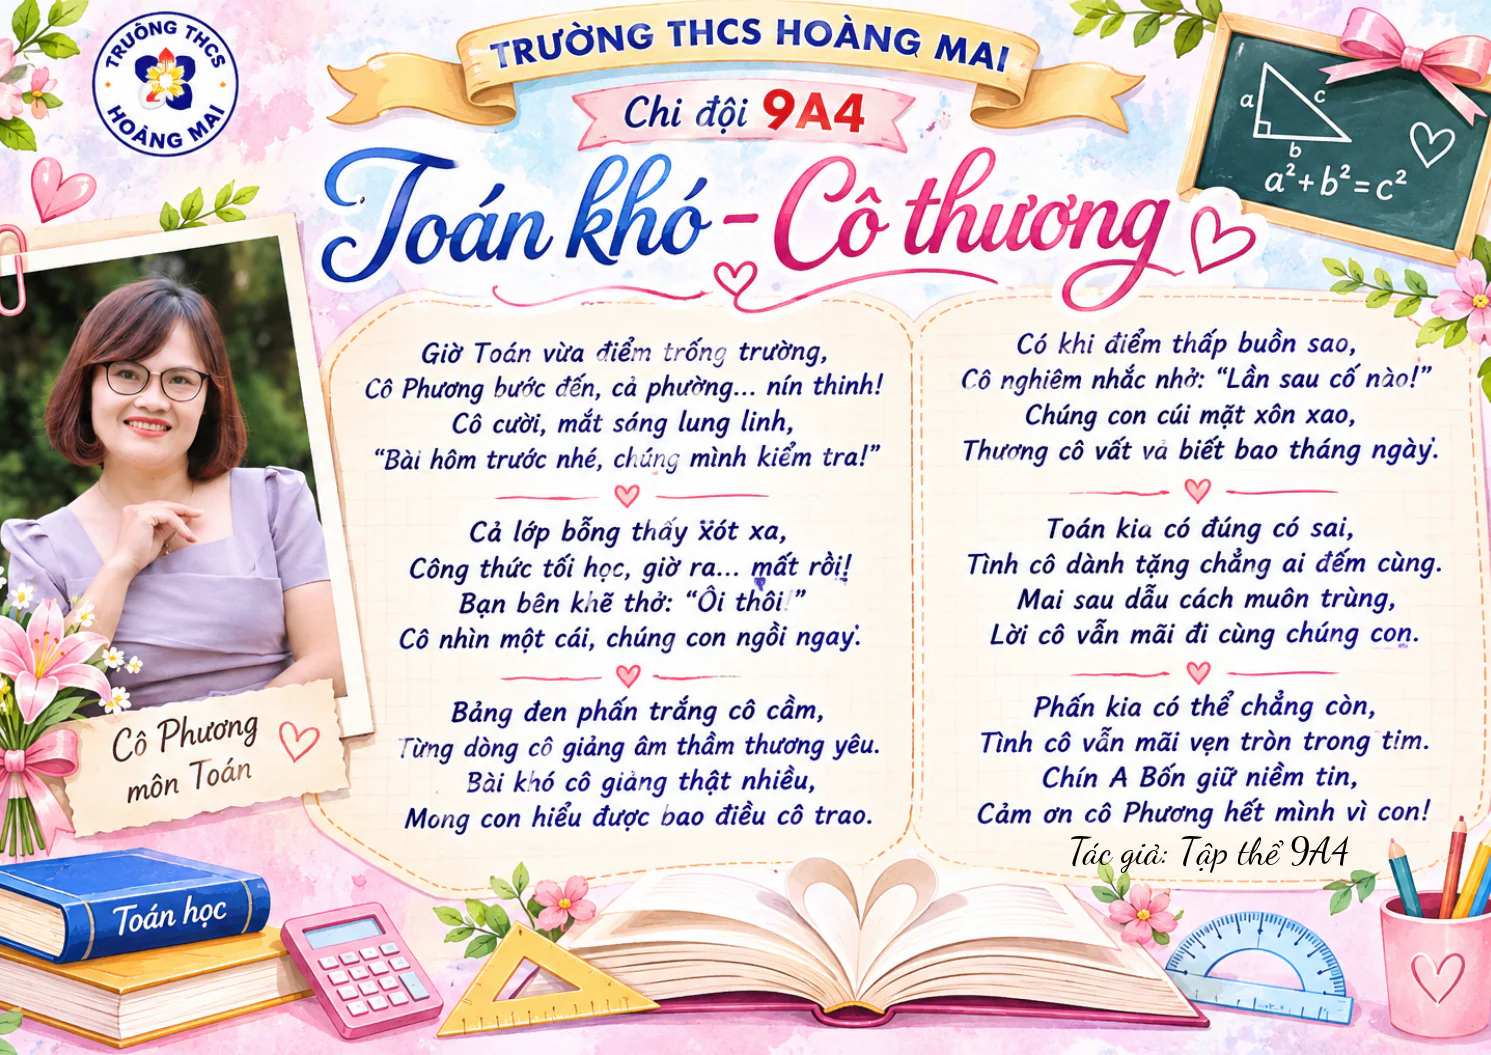 TRƯỜNG THCS
HOÀNG MAI
TRƯỜNG THCS HOÀNG MAI
Chi đội 9A4
Toán khó - Cô thương
a
c
b
a² + b² = c²
Giờ Toán vừa điểm trống trường,
Cô Phương bước đến, cả phường... nín thinh!
Cô cười, mắt sáng lung linh,
“Bài hôm trước nhé, chúng mình kiểm tra!”
Cả lớp bỗng thấy xót xa,
Công thức tối học, giờ ra... mất rồi!
Bạn bên khẽ thở: “Ôi thôi!”
Cô nhìn một cái, chúng con ngồi ngay.
Bảng đen phấn trắng cô cầm,
Từng dòng cô giảng âm thầm thương yêu.
Bài khó cô giảng thật nhiều,
Mong con hiểu được bao điều cô trao.
Có khi điểm thấp buồn sao,
Cô nghiêm nhắc nhở: “Lần sau cố nào!”
Chúng con cúi mặt xôn xao,
Thương cô vất vả biết bao tháng ngày.
Toán kia có đúng có sai,
Tình cô dành tặng chẳng ai đếm cùng.
Mai sau dẫu cách muôn trùng,
Lời cô vẫn mãi đi cùng chúng con.
Phấn kia có thể chẳng còn,
Tình cô vẫn mãi vẹn tròn trong tim.
Chín A Bốn giữ niềm tin,
Cảm ơn cô Phương hết mình vì con!
Tác giả: Tập thể 9A4
Cô Phương
môn Toán
Toán học